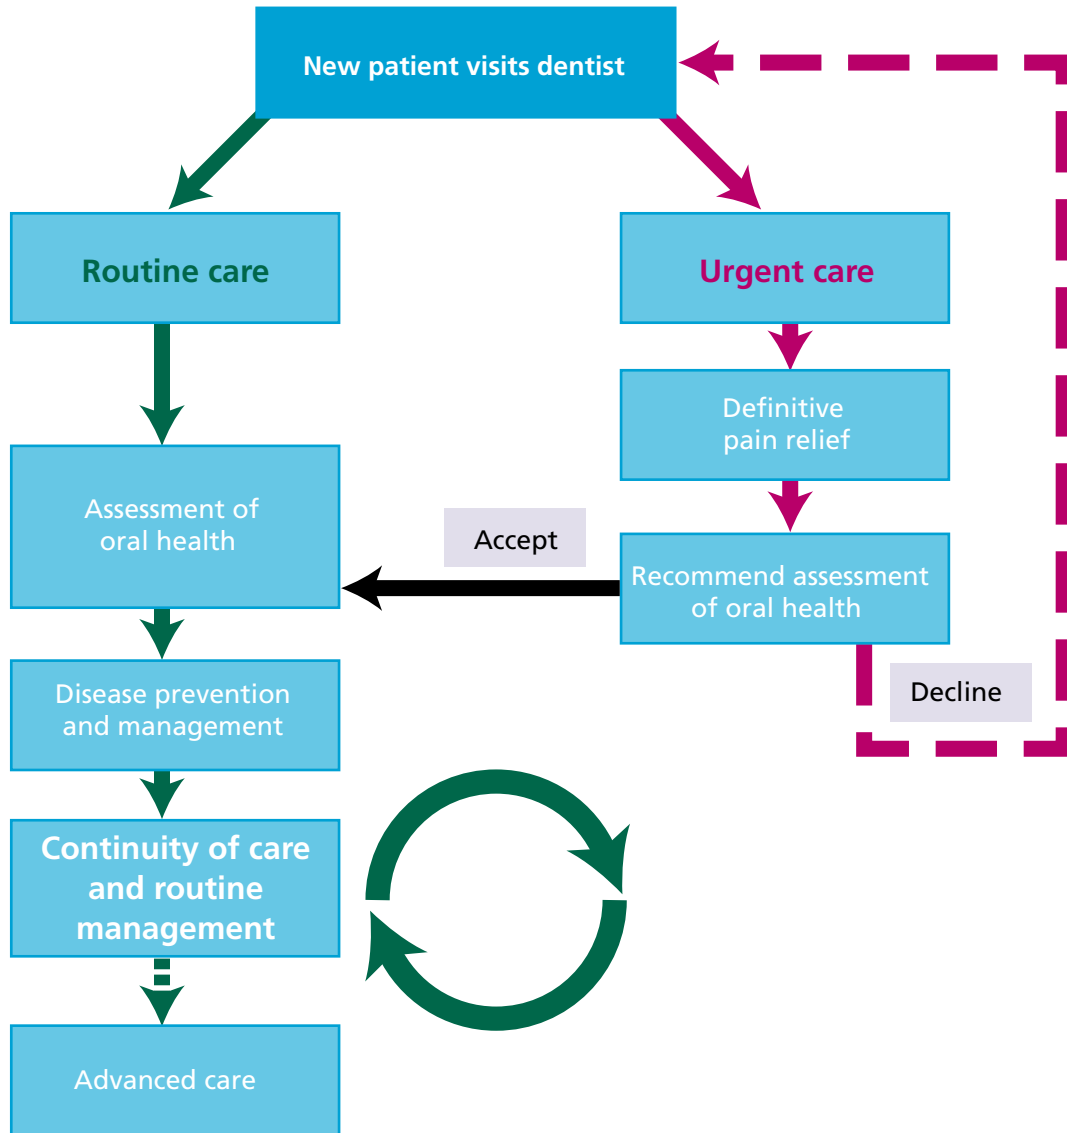 New patient visits dentist
Routine care
Urgent care
Definitive
pain relief
Assessment of
oral health
Accept
Recommend assessment
of oral health
Decline
Disease prevention
and management
Continuity of care
and routine
management
Advanced care